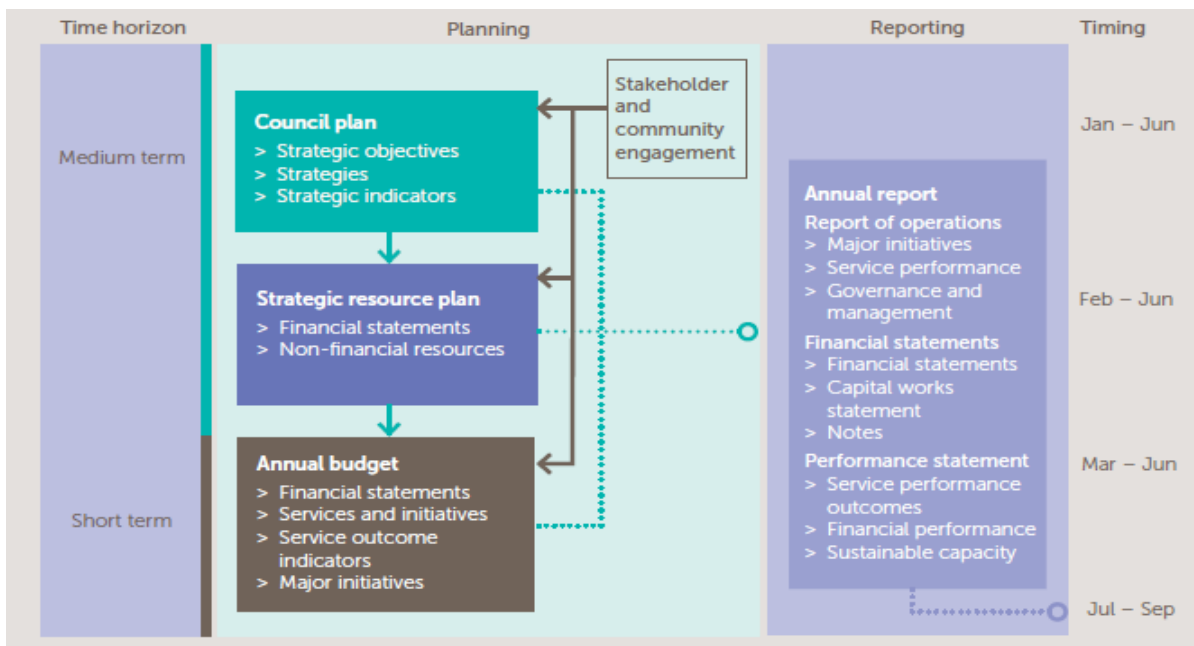 Time horizon
Planning
Reporting
Timing
Medium term
Short term
Council plan
> Strategic objectives
> Strategies
> Strategic indicators
Stakeholder
and
community
engagement
Strategic resource plan
> Financial statements
> Non-financial resources
Annual budget
> Financial statements
> Services and initiatives
> Service outcome
indicators
> Major initiatives
Annual report
Report of operations
> Major initiatives
> Service performance
> Governance and
management
Financial statements
> Financial statements
> Capital works
statement
> Notes
Performance statement
> Service performance
outcomes
> Financial performance
> Sustainable capacity
Jan – Jun
Feb – Jun
Mar – Jun
Jul – Sep